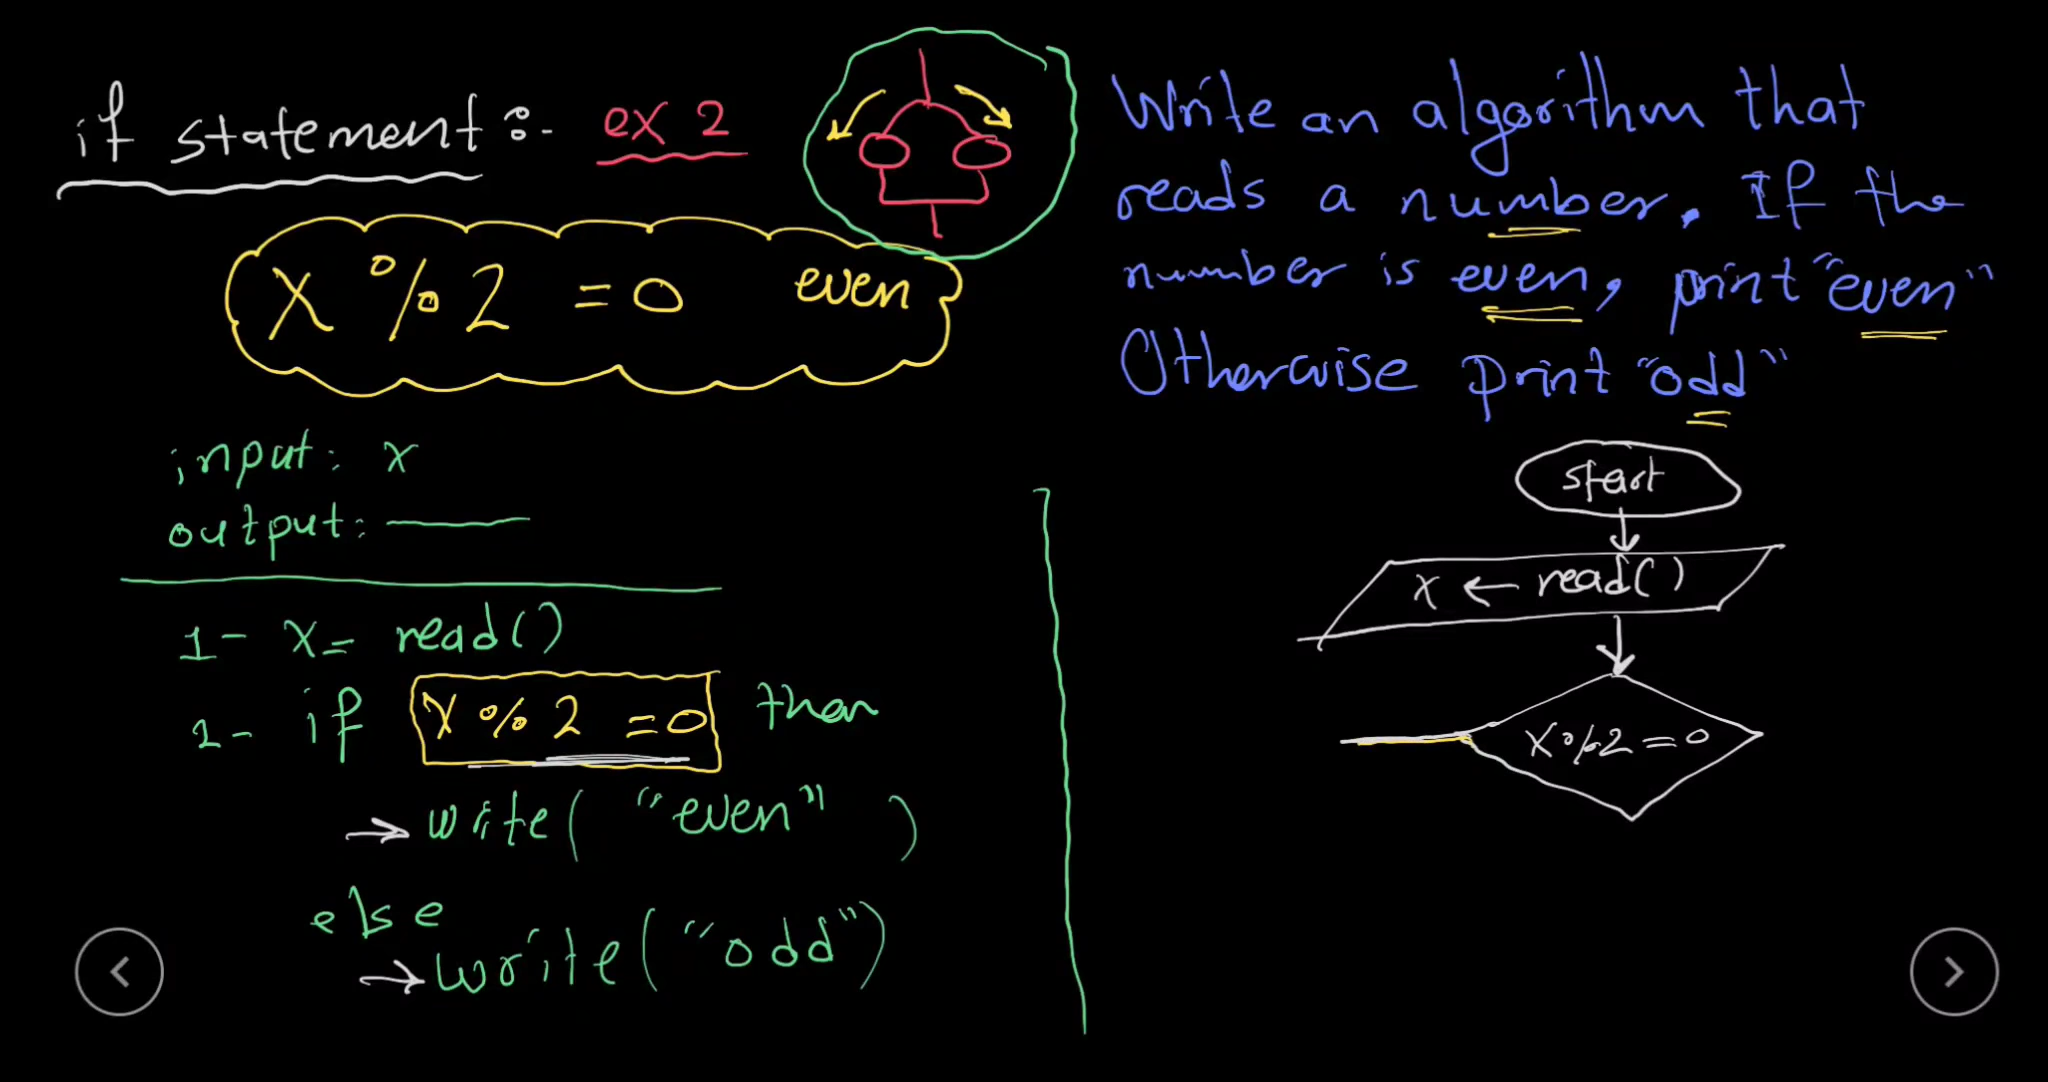 if statement :- ex 2
x % 2 = 0 even
input: x
output:
1- x = read()
2- if x % 2 = 0 then
→ write( "even" )
else
→ write( "odd" )
Write an algorithm that
reads a number. If the
number is even, print "even"
Otherwise print "odd"
start
x ← read()
x % 2 = 0